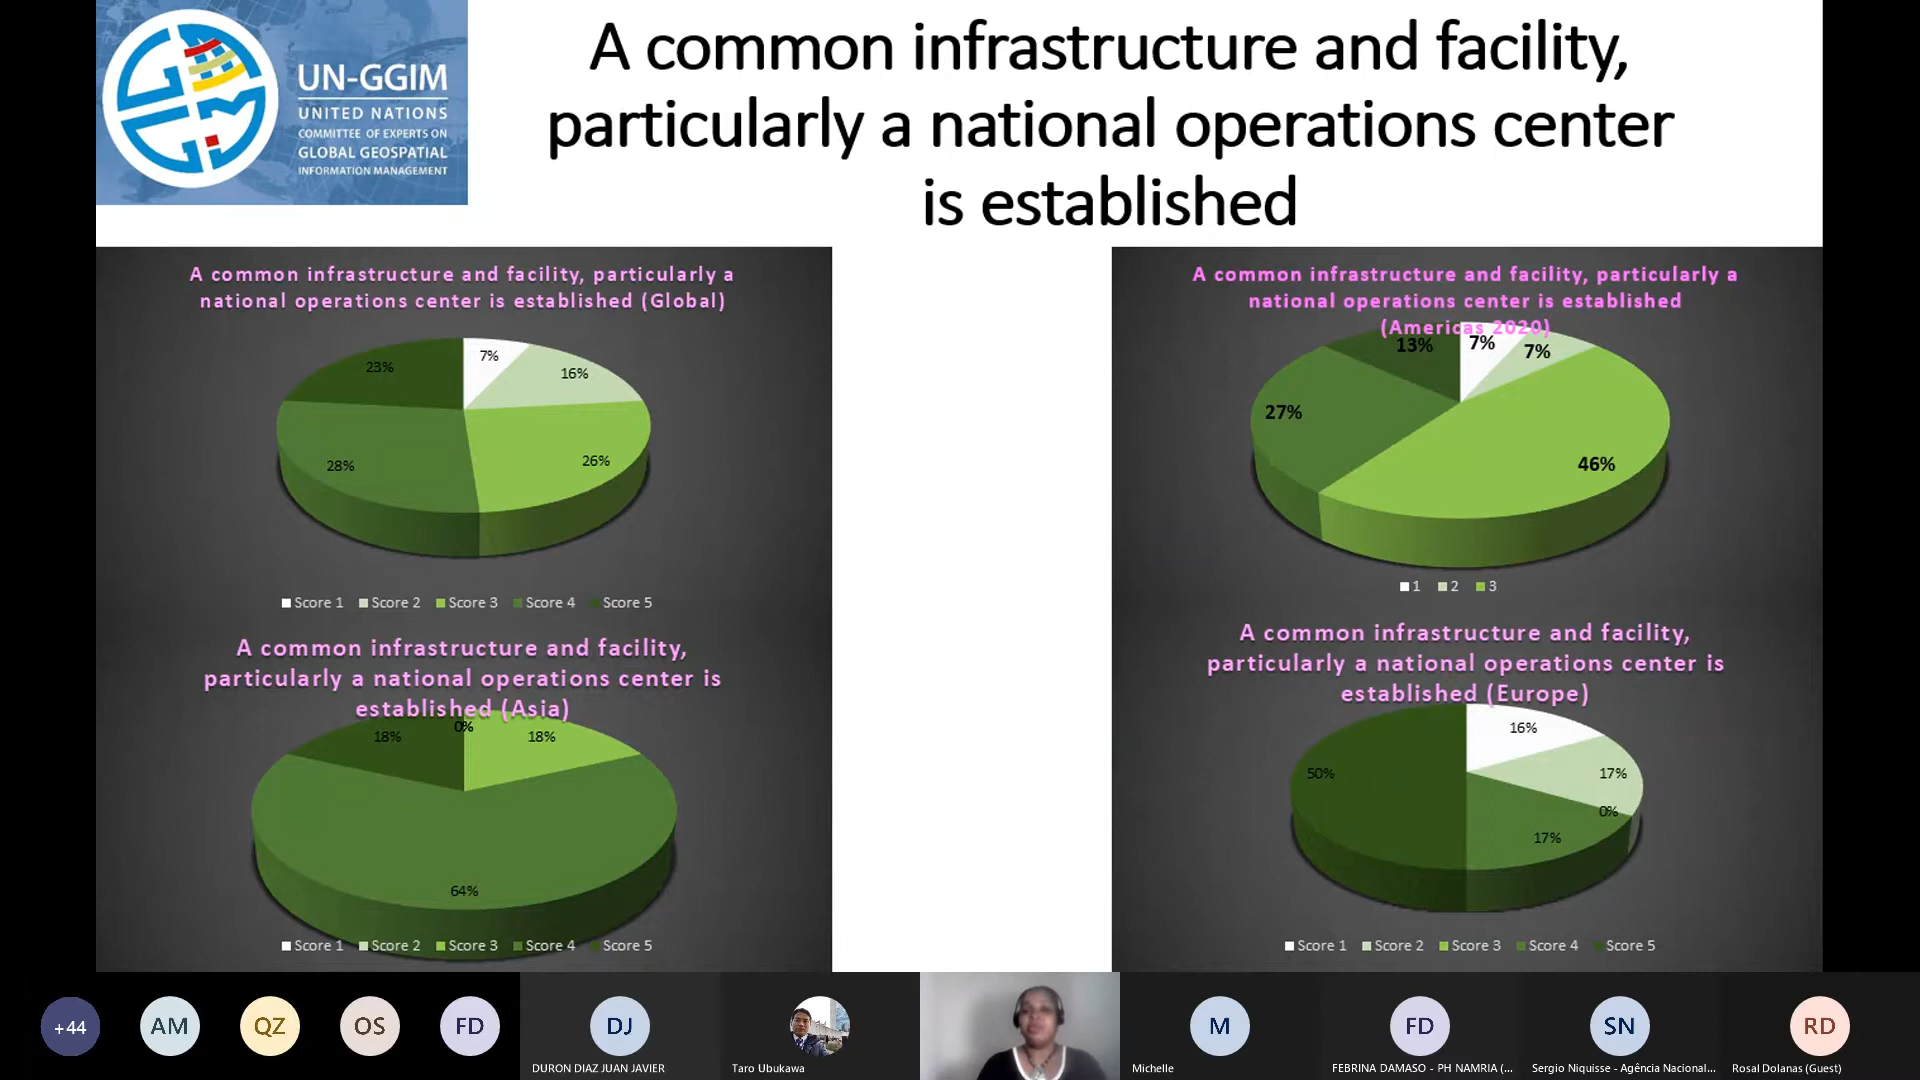 UN-GGIM
UNITED NATIONS
COMMITTEE OF EXPERTS ON
GLOBAL GEOSPATIAL
INFORMATION MANAGEMENT
A common infrastructure and facility,
particularly a national operations center
is established
A common infrastructure and facility, particularly a
national operations center is established (Global)
7%
16%
26%
28%
23%
Score 1 Score 2 Score 3 Score 4 Score 5
A common infrastructure and facility, particularly a
national operations center is established
(Americas 2020)
7%
7%
46%
27%
13%
1 2 3
A common infrastructure and facility,
particularly a national operations center is
established (Asia)
0%
18%
64%
18%
Score 1 Score 2 Score 3 Score 4 Score 5
A common infrastructure and facility,
particularly a national operations center is
established (Europe)
16%
17%
0%
17%
50%
Score 1 Score 2 Score 3 Score 4 Score 5
+44
AM
QZ
OS
FD
DJ
DURON DIAZ JUAN JAVIER
Taro Ubukawa
M
Michelle
FD
FEBRINA DAMASO - PH NAMRIA (...
SN
Sergio Niquisse - Agência Nacional...
RD
Rosal Dolanas (Guest)